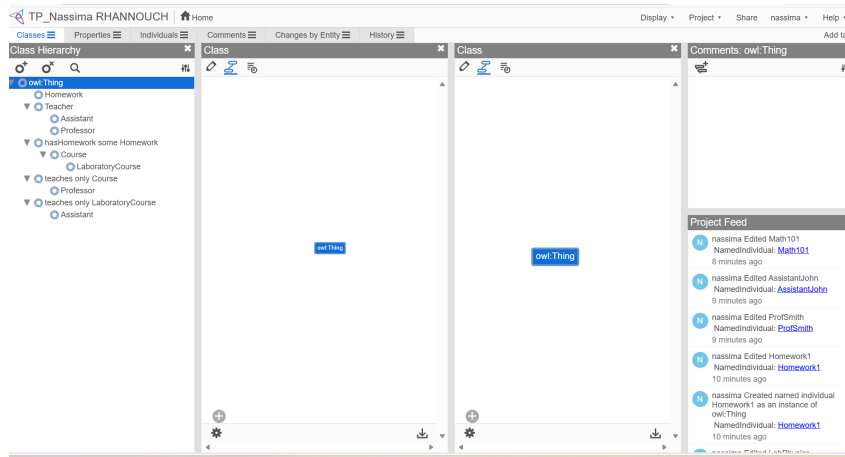 TP_Nassima RHANNOUCH Home Display Project Share nassima Help
Classes Properties Individuals Comments Changes by Entity History Add ta
Class Hierarchy
owl:Thing
Homework
Teacher
Assistant
Professor
hasHomework some Homework
Course
LaboratoryCourse
teaches only Course
Professor
teaches only LaboratoryCourse
Assistant
Class
owl:Thing
Class
owl:Thing
Comments: owl:Thing
Project Feed
N nassima Edited Math101
NamedIndividual: Math101
8 minutes ago
N nassima Edited AssistantJohn
NamedIndividual: AssistantJohn
9 minutes ago
N nassima Edited ProfSmith
NamedIndividual: ProfSmith
9 minutes ago
N nassima Edited Homework1
NamedIndividual: Homework1
10 minutes ago
N nassima Created named individual
Homework1 as an instance of
owl:Thing
NamedIndividual: Homework1
10 minutes ago
nassima Edited LabPhysics